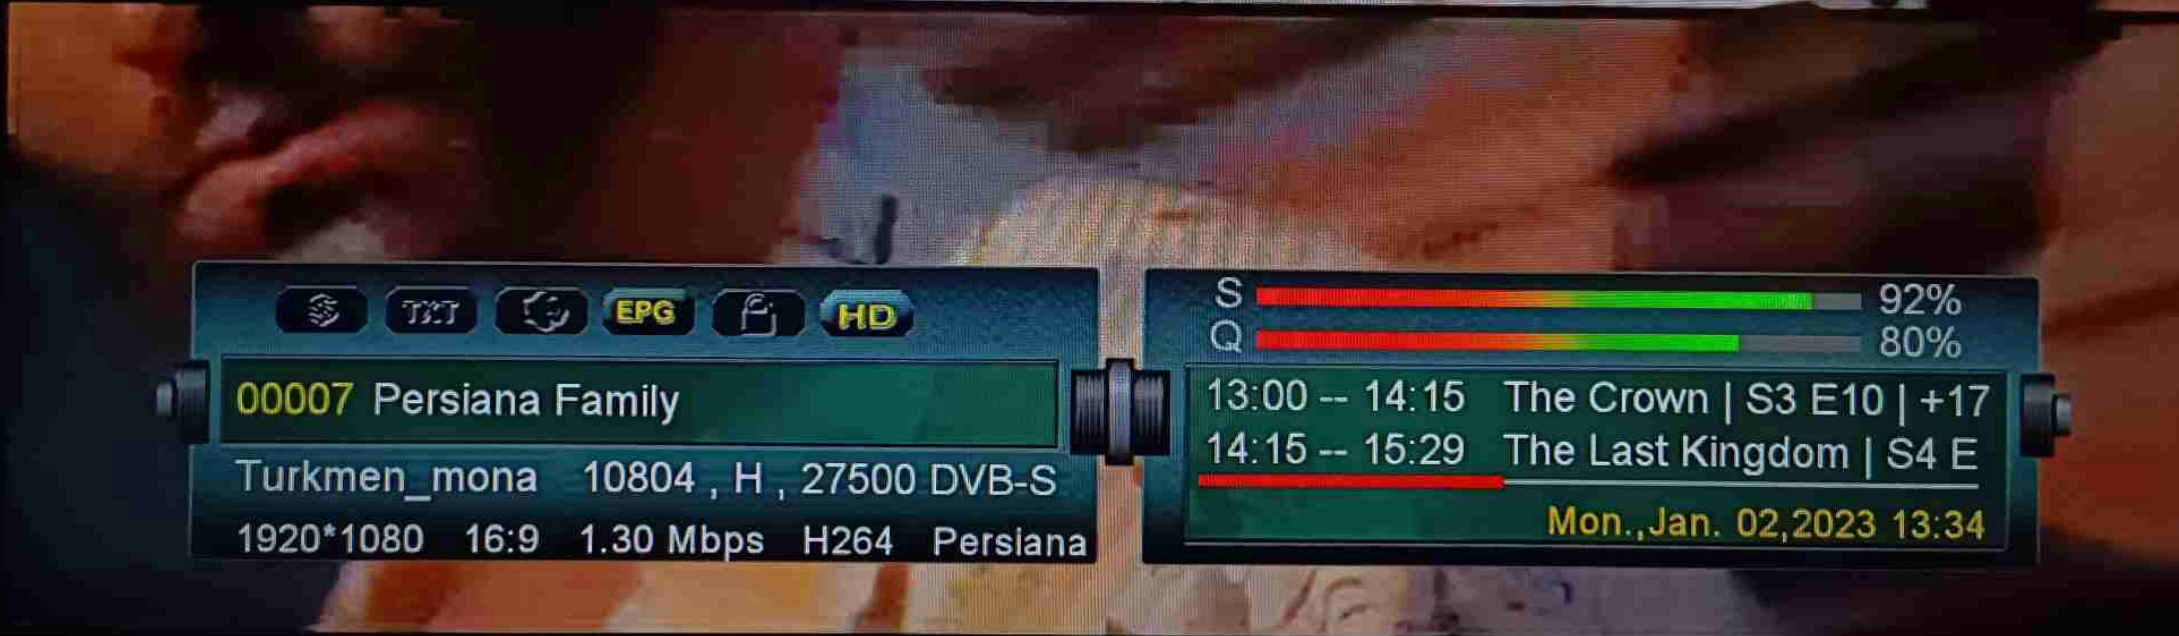 TXT EPG HD
00007 Persiana Family
Turkmen_mona 10804 , H , 27500 DVB-S
1920*1080 16:9 1.30 Mbps H264 Persiana
S 92%
Q 80%
13:00 -- 14:15 The Crown | S3 E10 | +17
14:15 -- 15:29 The Last Kingdom | S4 E
Mon.,Jan. 02,2023 13:34